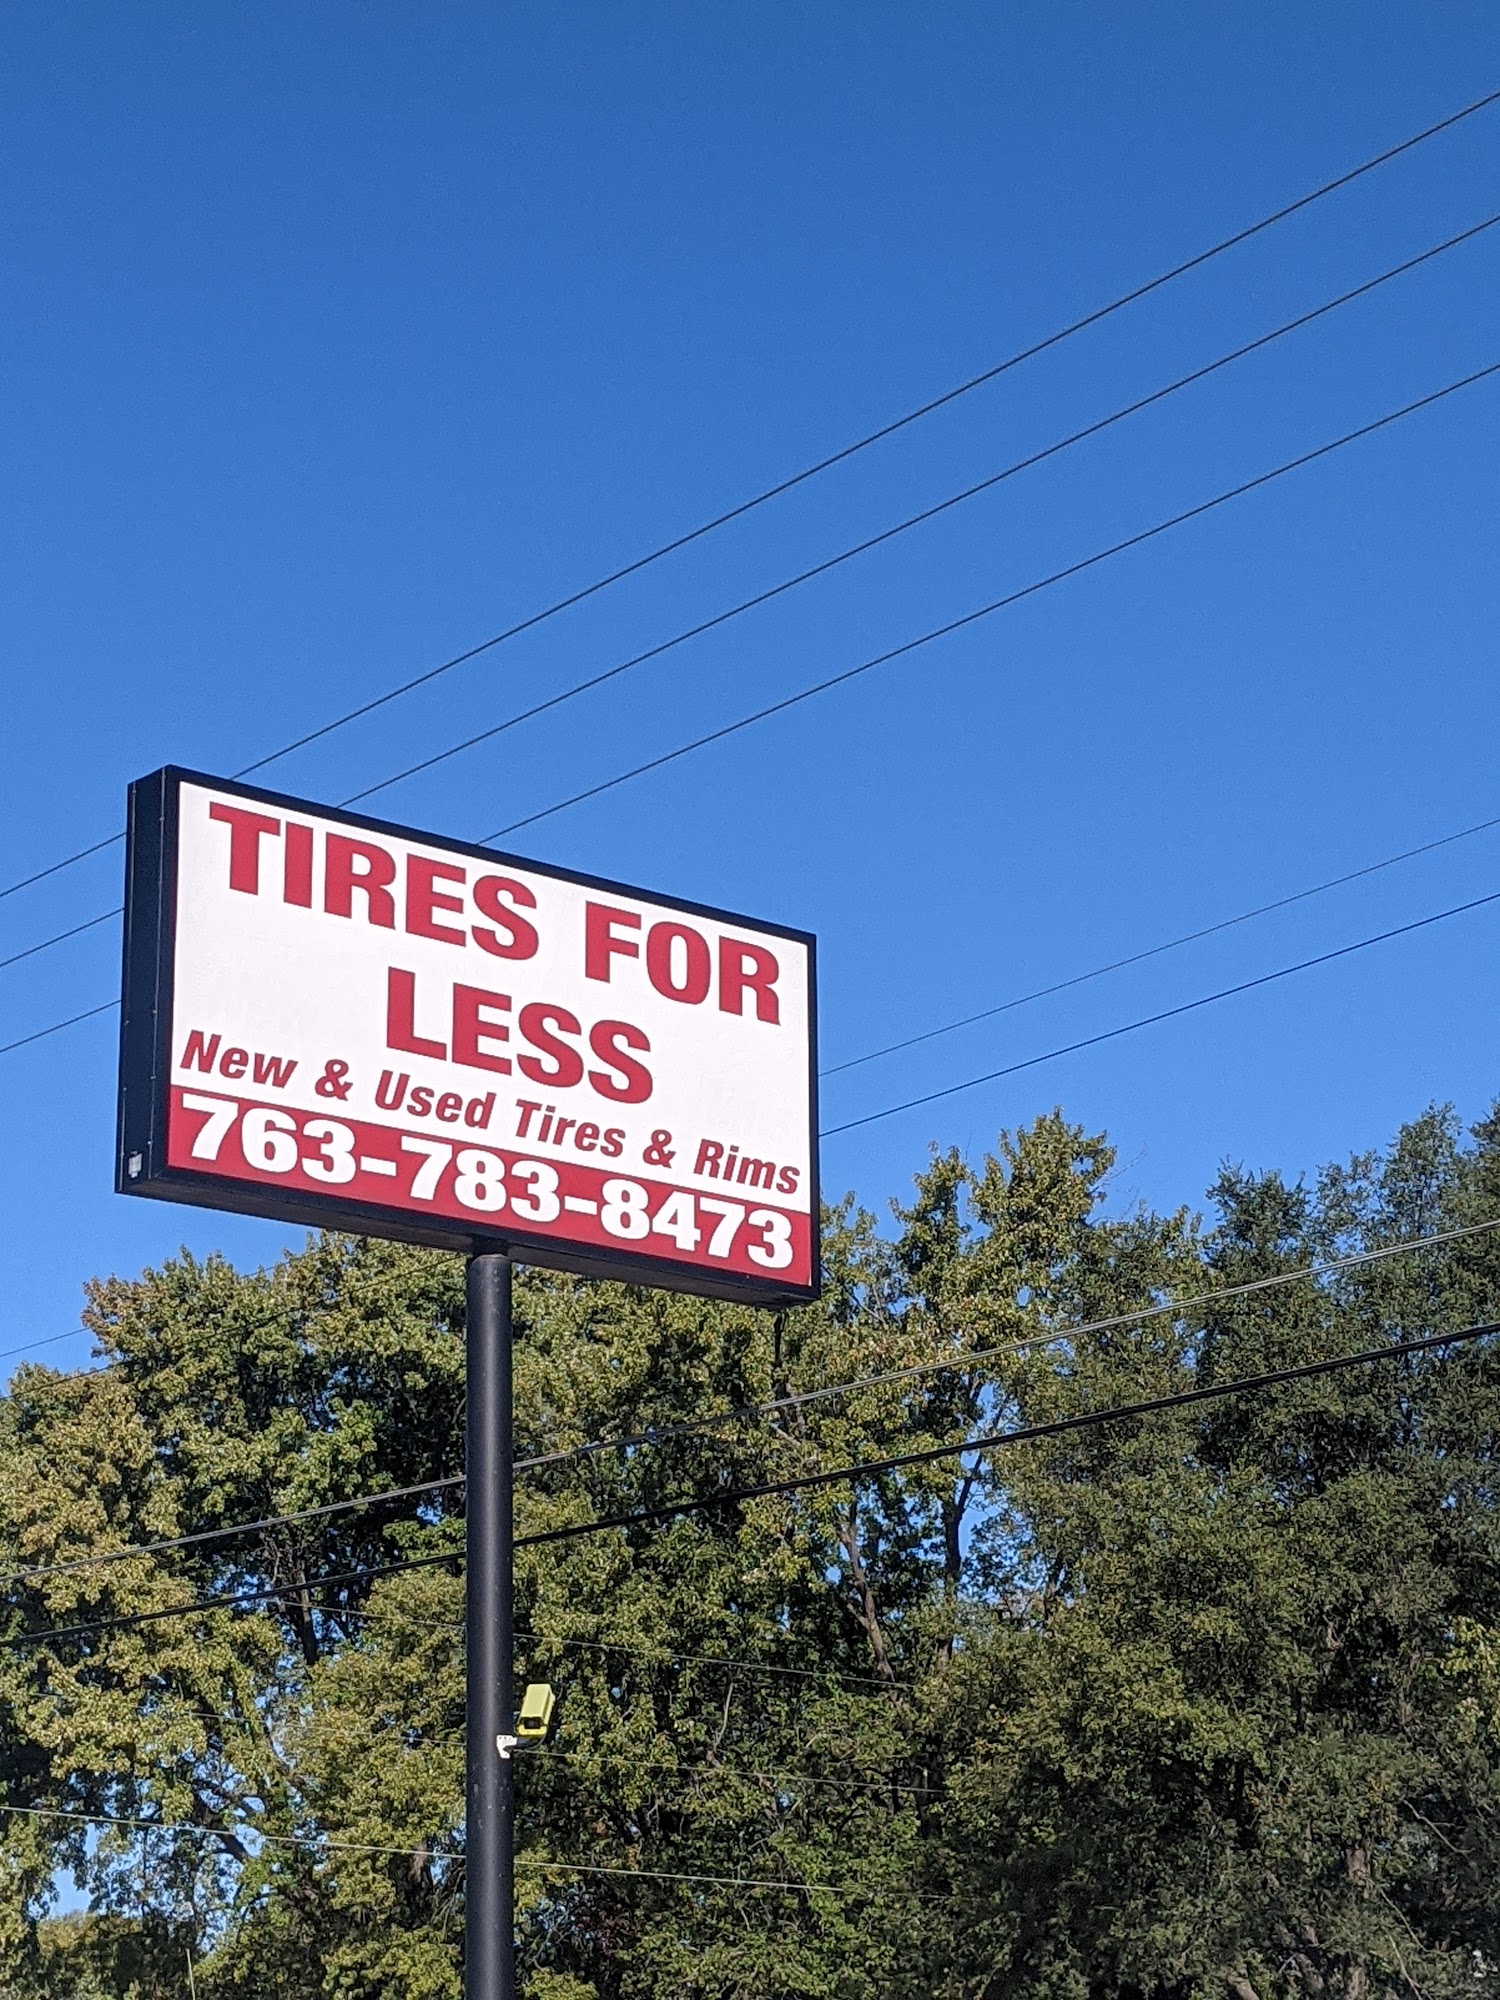 TIRES FOR
LESS
New & Used Tires & Rims
763-783-8473